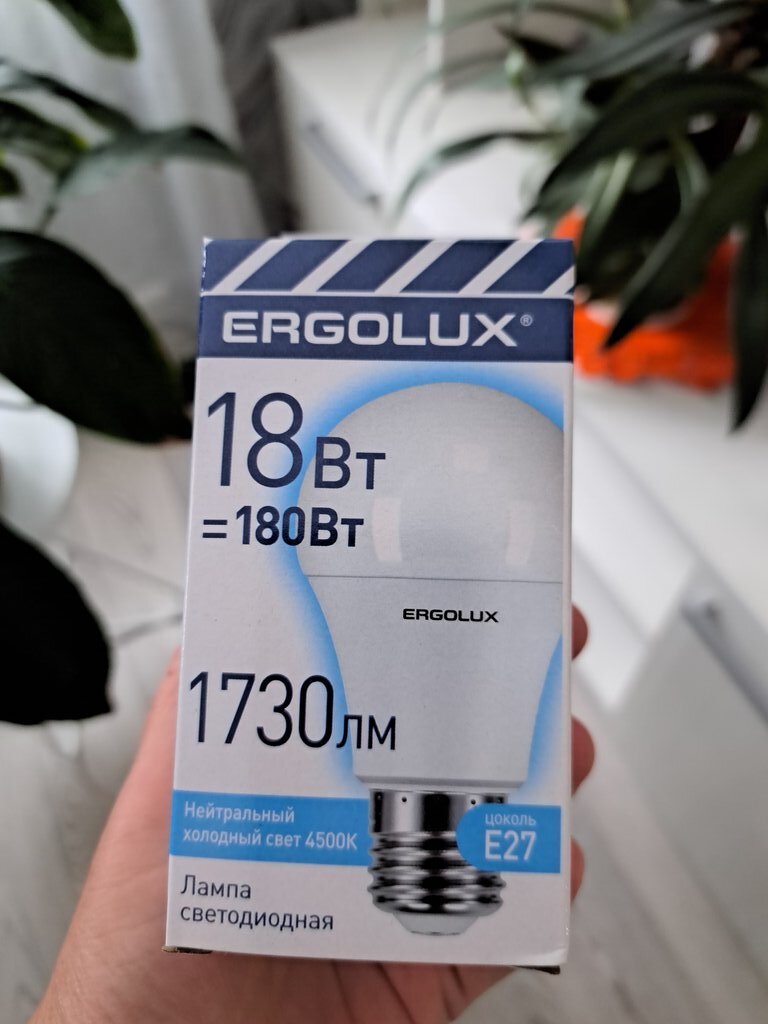 ERGOLUX®
18Вт
=180Вт
ERGOLUX
1730лм
Нейтральный
холодный свет 4500К
цоколь
E27
Лампа
светодиодная